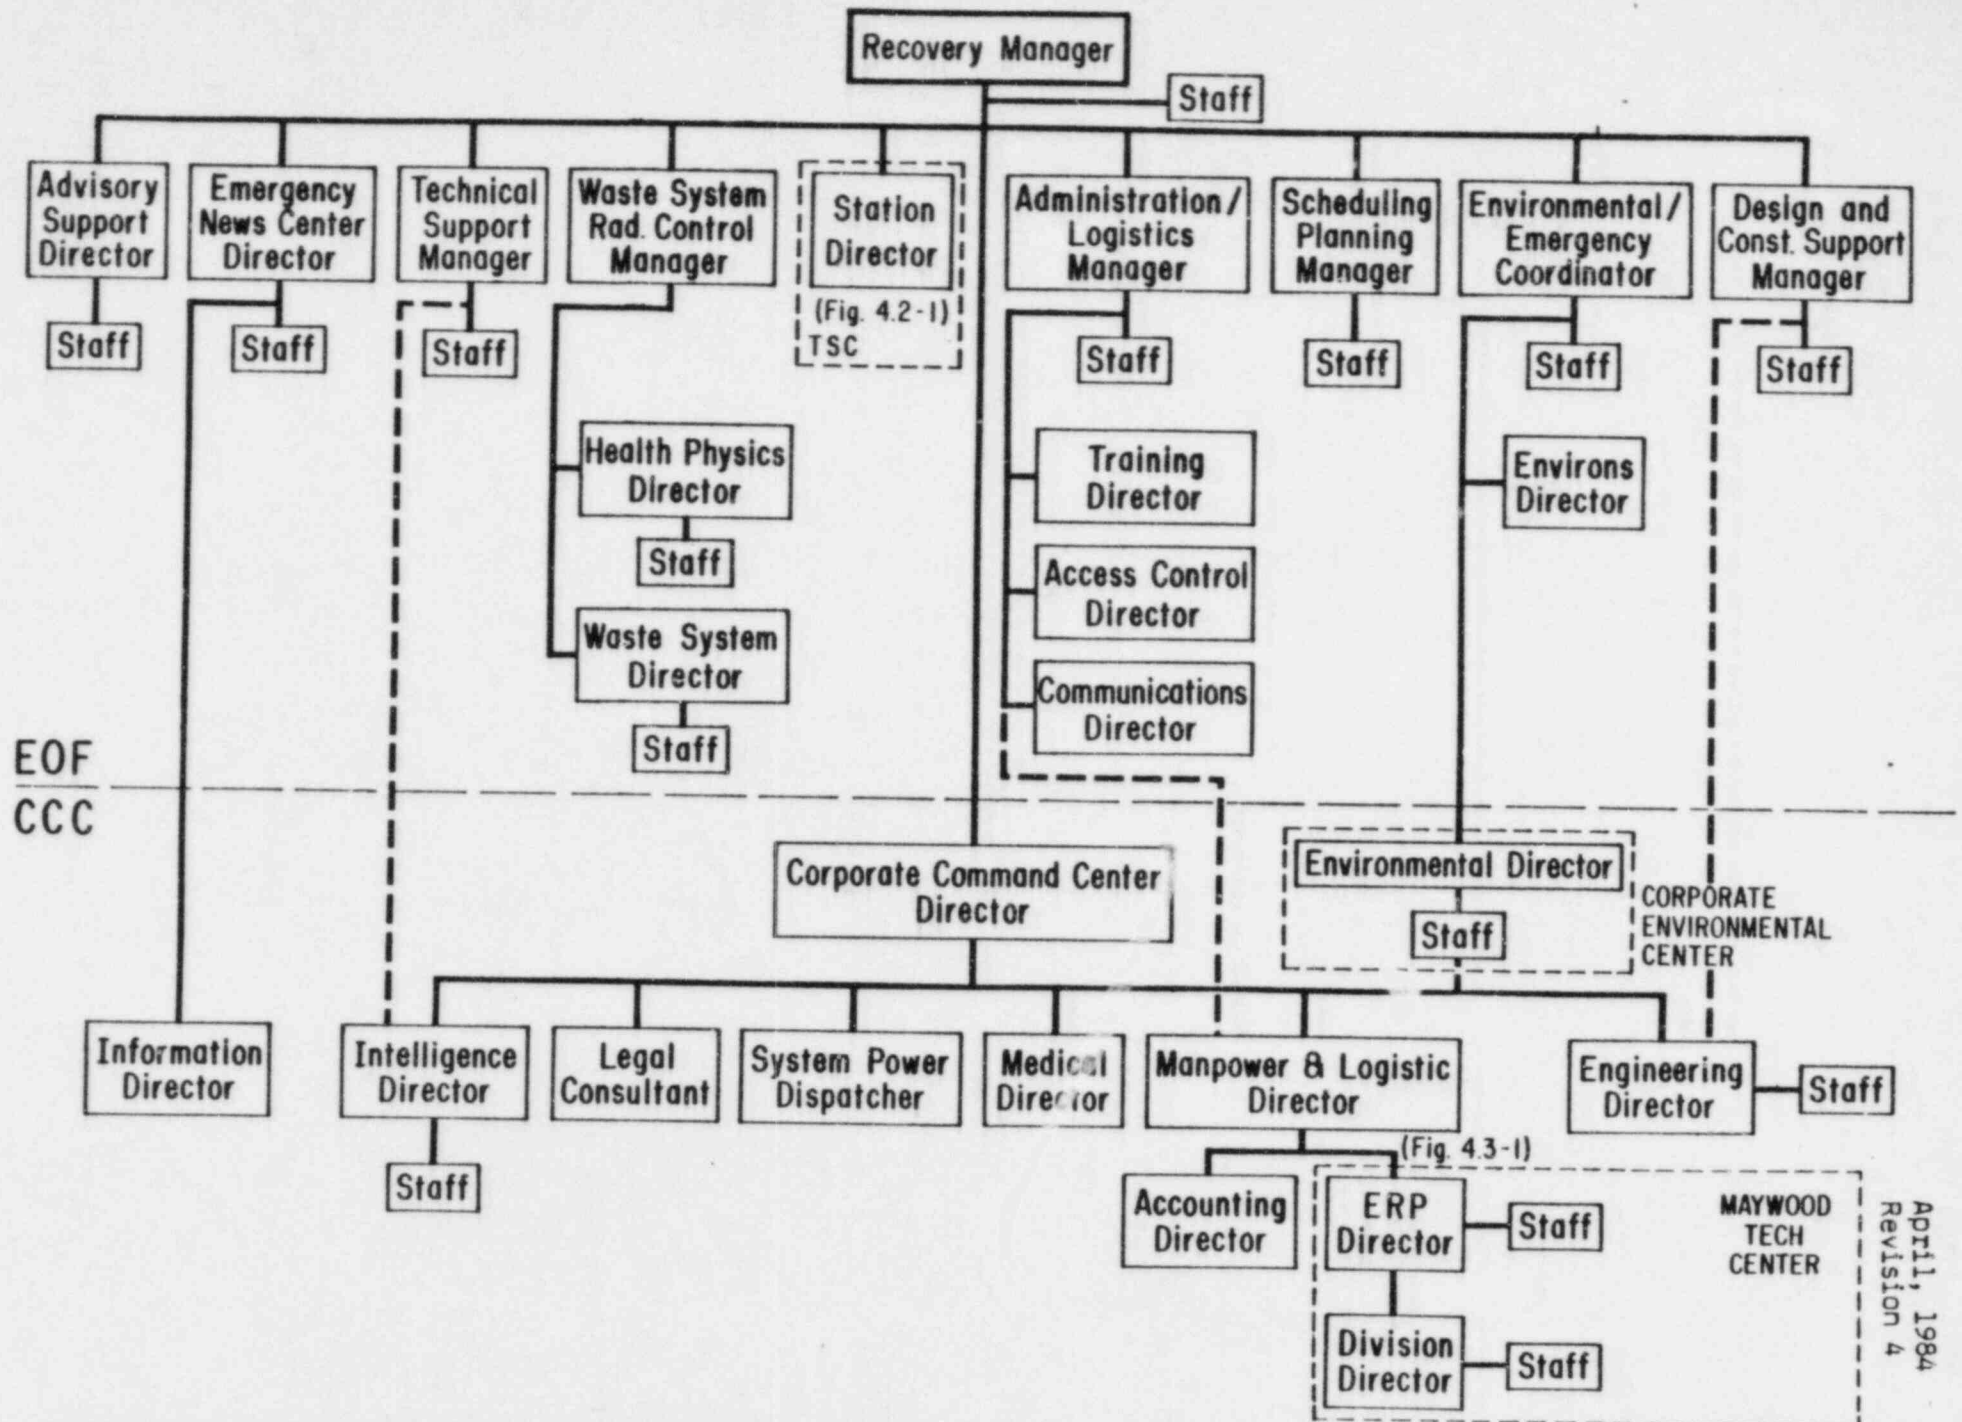 Recovery Manager
Staff
Advisory
Support
Director
Staff
Emergency
News Center
Director
Staff
Technical
Support
Manager
Staff
Waste System
Rad. Control
Manager
Station
Director
(Fig. 4.2-1)
TSC
Administration/
Logistics
Manager
Staff
Scheduling
Planning
Manager
Staff
Environmental/
Emergency
Coordinator
Staff
Design and
Const. Support
Manager
Staff
Health Physics
Director
Staff
Waste System
Director
Staff
Training
Director
Access Control
Director
Communications
Director
Environs
Director
EOF
CCC
Corporate Command Center
Director
Environmental Director
Staff
CORPORATE
ENVIRONMENTAL
CENTER
Information
Director
Intelligence
Director
Staff
Legal
Consultant
System Power
Dispatcher
Medical
Director
Manpower & Logistic
Director
Engineering
Director
Staff
(Fig. 4.3-1)
Accounting
Director
ERP
Director
Staff
Division
Director
Staff
MAYWOOD
TECH
CENTER
April, 1984
Revision 4